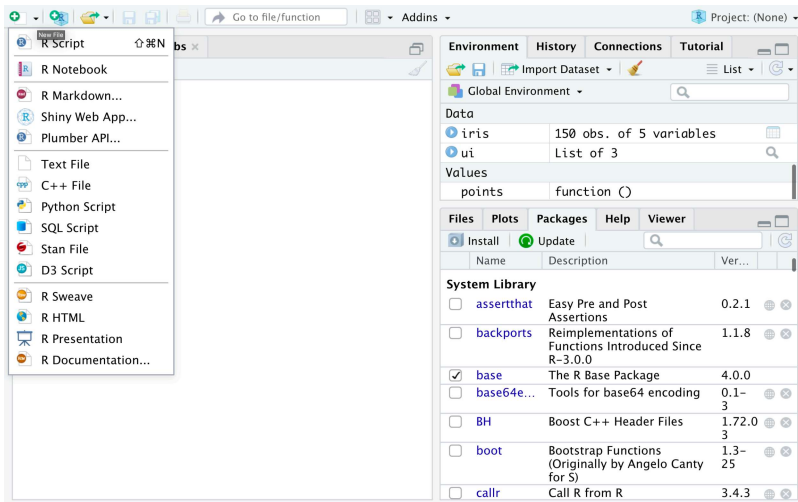 Go to file/function
Addins
Project: (None)
New File
R Script ⇧⌘N
R Notebook
R Markdown...
Shiny Web App...
Plumber API...
Text File
C++ File
Python Script
SQL Script
Stan File
D3 Script
R Sweave
R HTML
R Presentation
R Documentation...
bs
Environment History Connections Tutorial
Import Dataset List
Global Environment
Data
iris 150 obs. of 5 variables
ui List of 3
Values
points function ()
Files Plots Packages Help Viewer
Install Update
Name Description Ver...
System Library
assertthat Easy Pre and Post 0.2.1
Assertions
backports Reimplementations of 1.1.8
Functions Introduced Since
R-3.0.0
base The R Base Package 4.0.0
base64e... Tools for base64 encoding 0.1-
3
BH Boost C++ Header Files 1.72.0
3
boot Bootstrap Functions 1.3-
(Originally by Angelo Canty 25
for S)
callr Call R from R 3.4.3